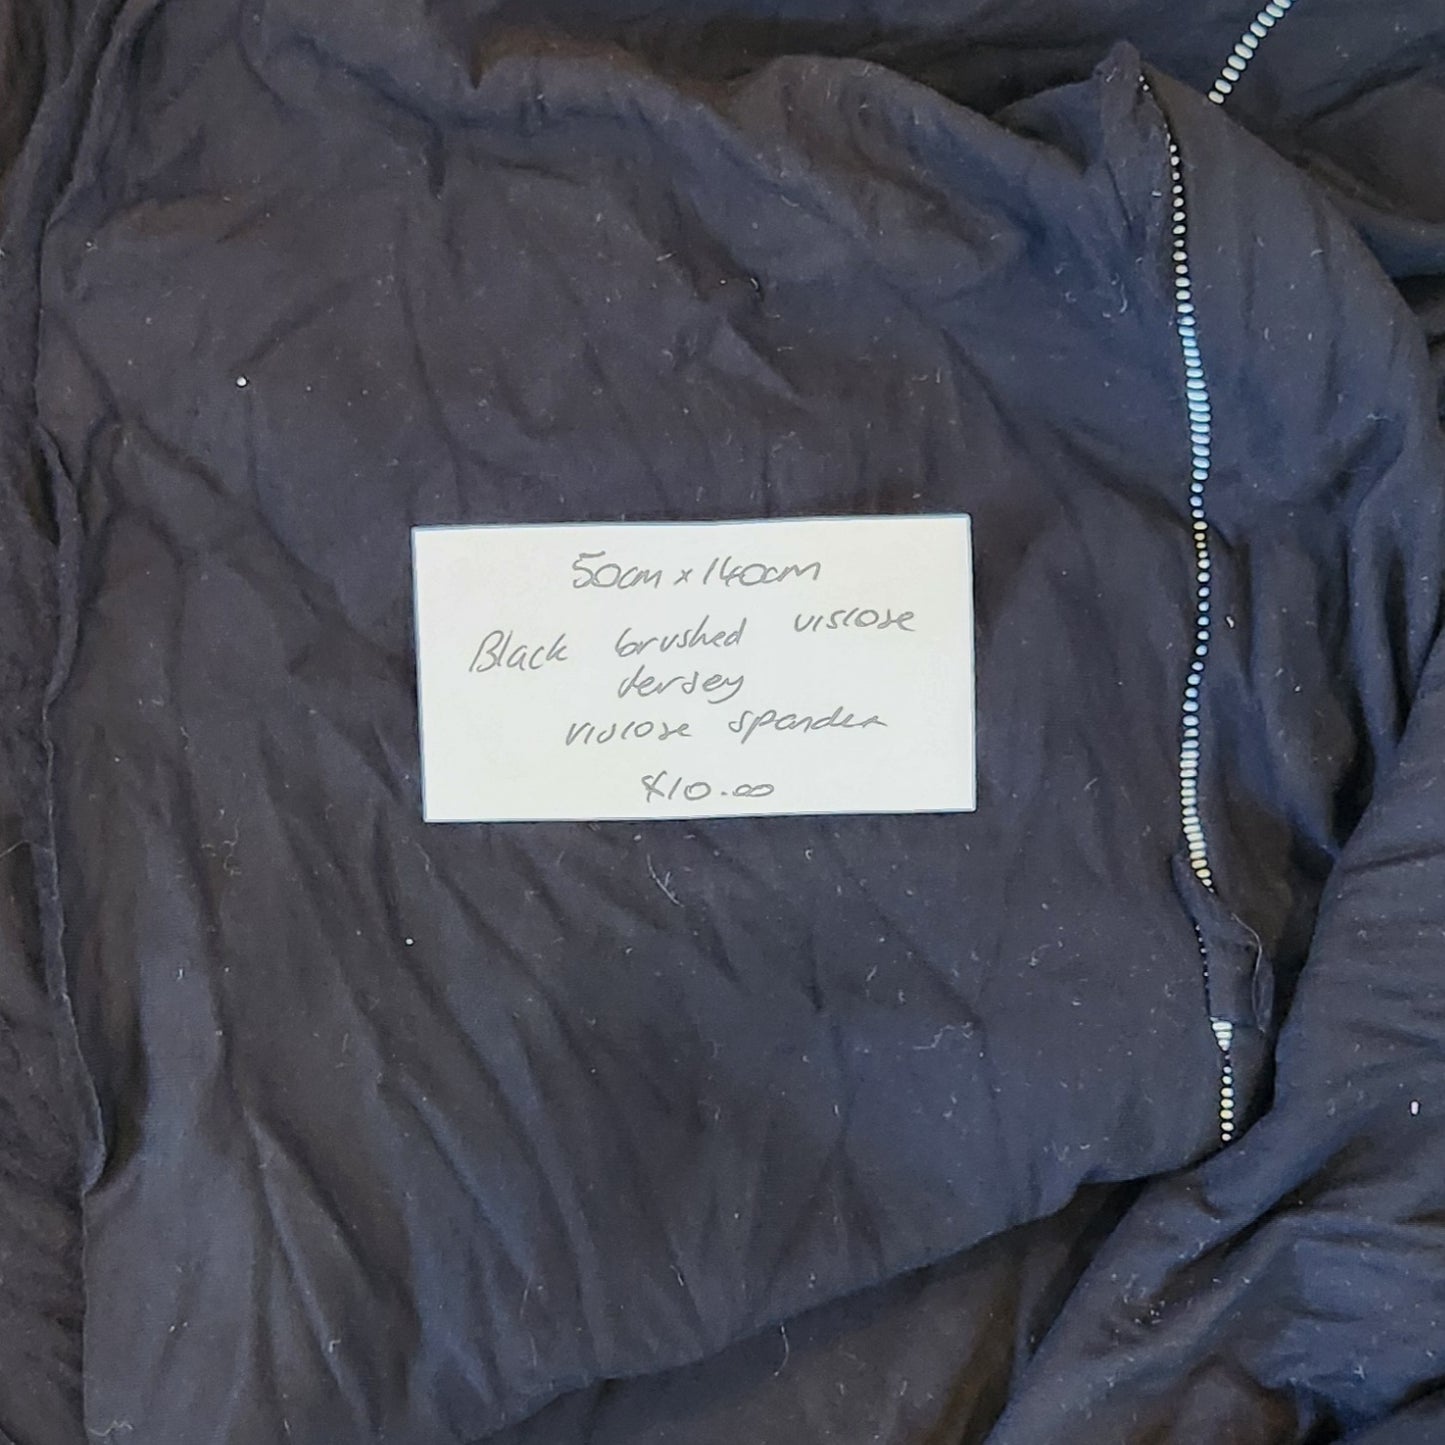 50cm x 140cm
Black brushed viscose
jersey
viscose spandex
$10.00